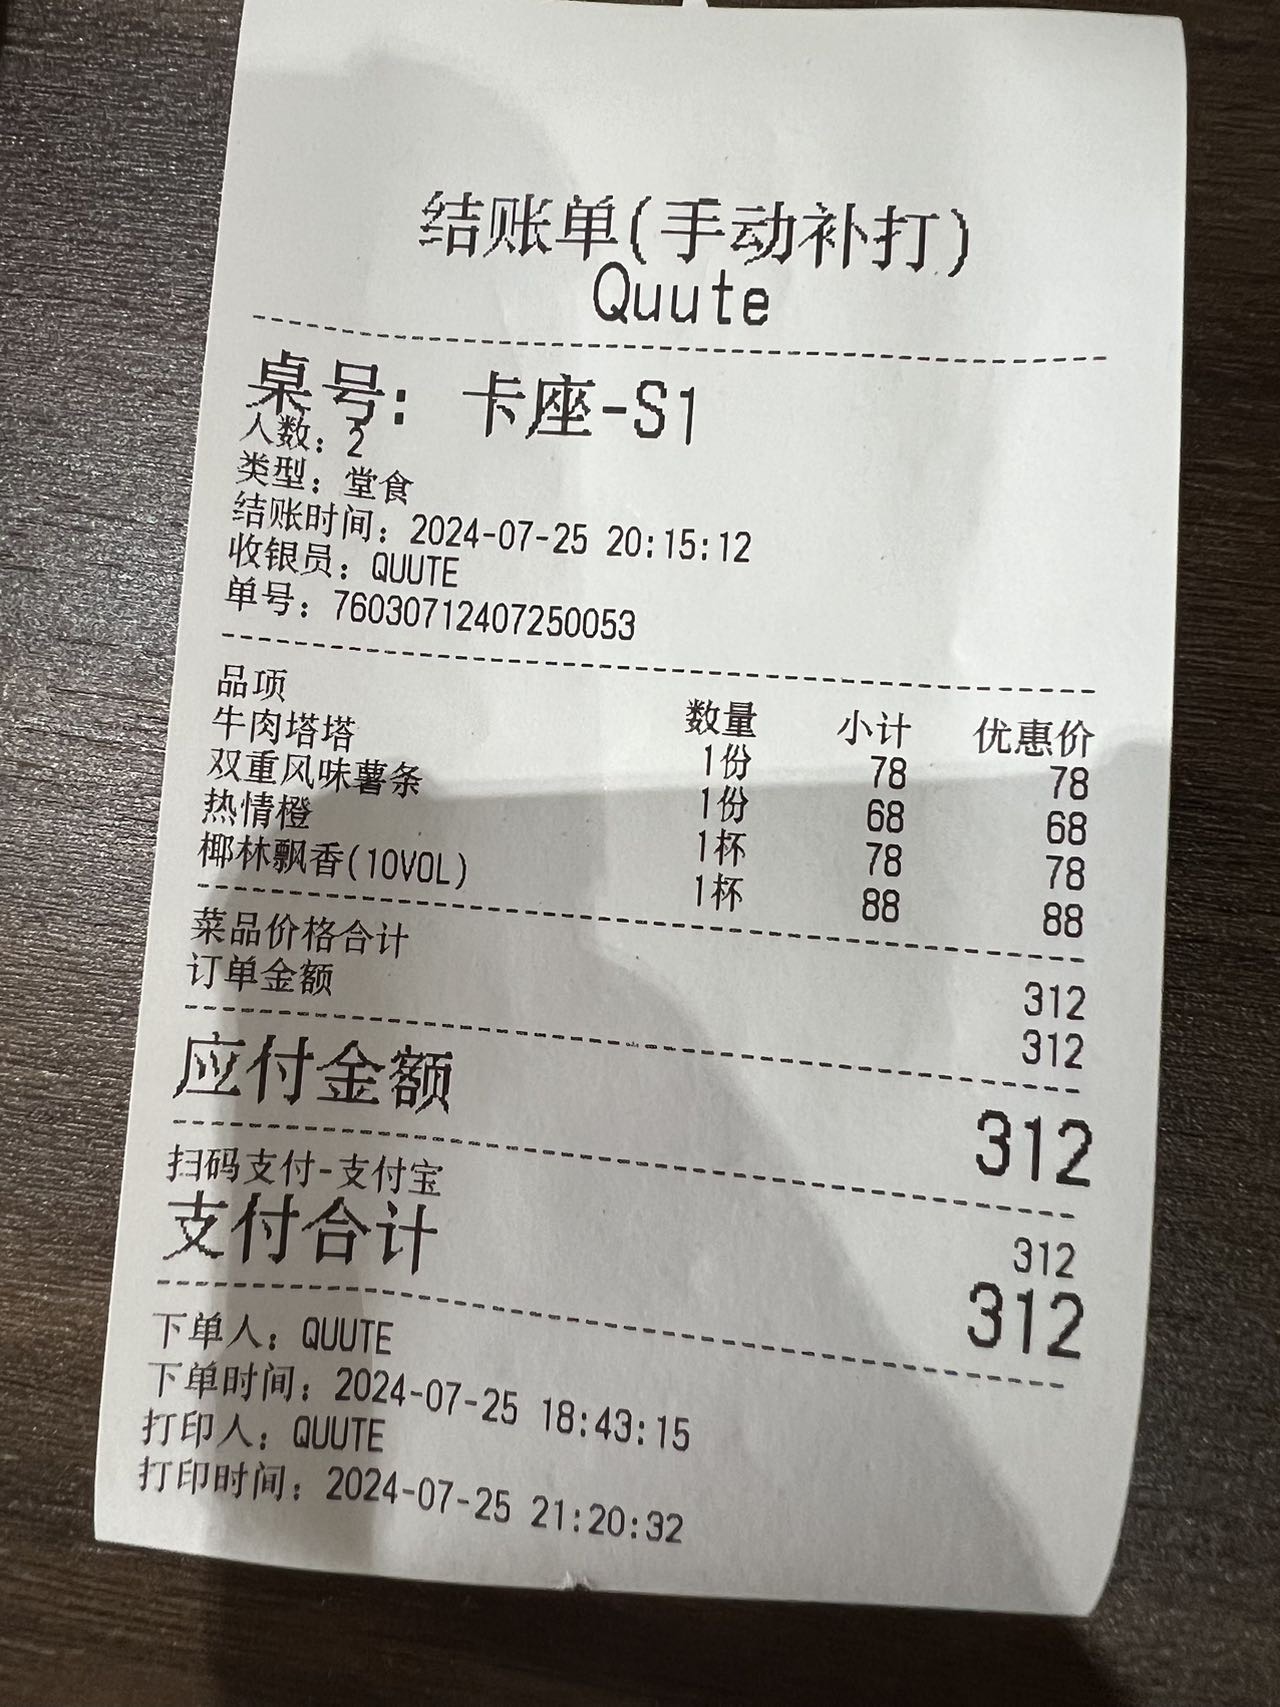 结账单(手动补打)
Quute
桌号: 卡座-S1
人数: 2
类型: 堂食
结账时间: 2024-07-25 20:15:12
收银员: QUUTE
单号: 76030712407250053
品项 数量 小计 优惠价
牛肉塔塔 1份 78 78
双重风味薯条 1份 68 68
热情橙 1杯 78 78
椰林飘香(10VOL) 1杯 88 88
菜品价格合计 312
订单金额 312
应付金额 312
扫码支付-支付宝 312
支付合计 312
下单人: QUUTE
下单时间: 2024-07-25 18:43:15
打印人: QUUTE
打印时间: 2024-07-25 21:20:32